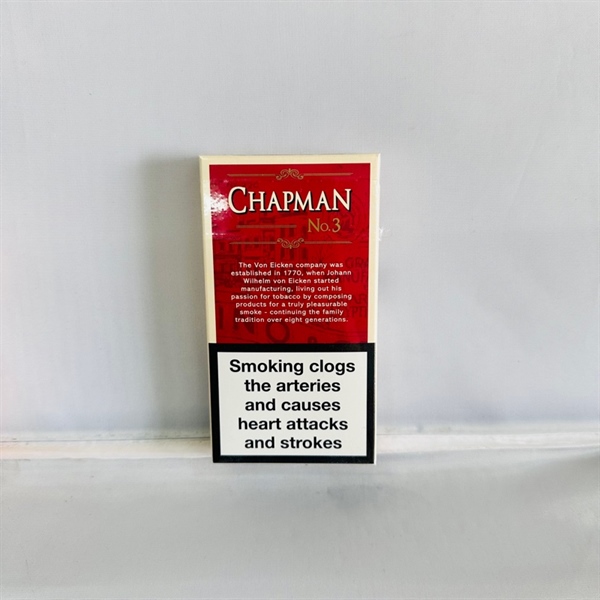 CHAPMAN
No.3
The Von Eicken company was
established in 1770, when Johann
Wilhelm von Eicken started
manufacturing, living out his
passion for tobacco by composing
products for a truly pleasurable
smoke - continuing the family
tradition over eight generations.
Smoking clogs
the arteries
and causes
heart attacks
and strokes